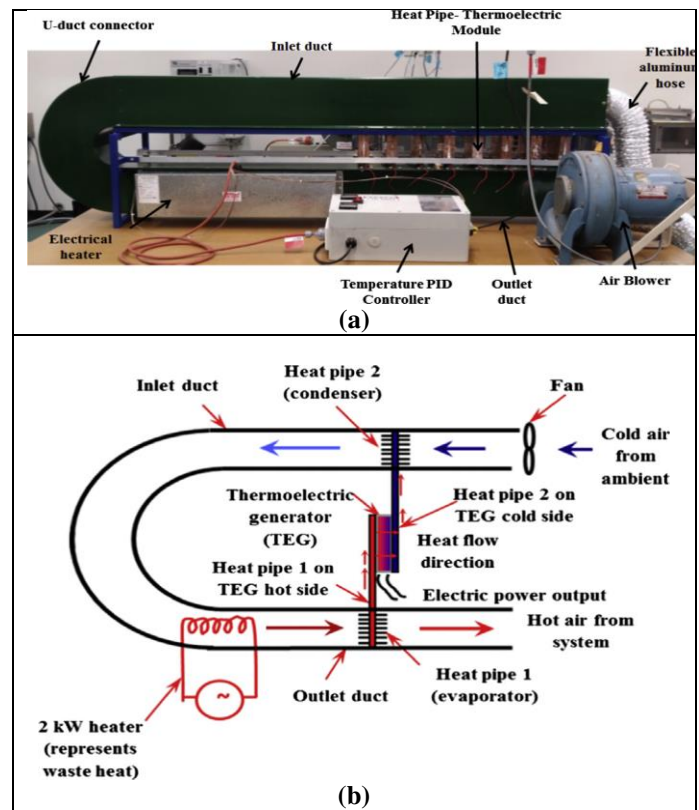 U-duct connector
Inlet duct
Heat Pipe- Thermoelectric
Module
Flexible
aluminum
hose
Electrical
heater
Temperature PID
Controller
Outlet
duct
Air Blower
(a)
Inlet duct
Heat pipe 2
(condenser)
Fan
Cold air
from
ambient
Thermoelectric
generator
(TEG)
Heat pipe 2 on
TEG cold side
Heat flow
direction
Heat pipe 1 on
TEG hot side
Electric power output
Hot air from
system
~
Outlet duct
Heat pipe 1
(evaporator)
2 kW heater
(represents
waste heat)
(b)